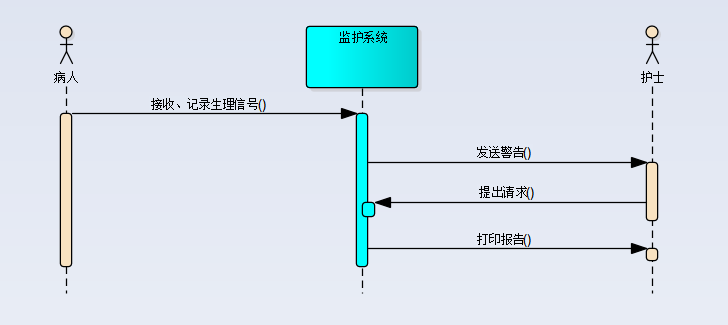 监护系统
病人
护士
接收、记录生理信号()
发送警告()
提出请求()
打印报告()